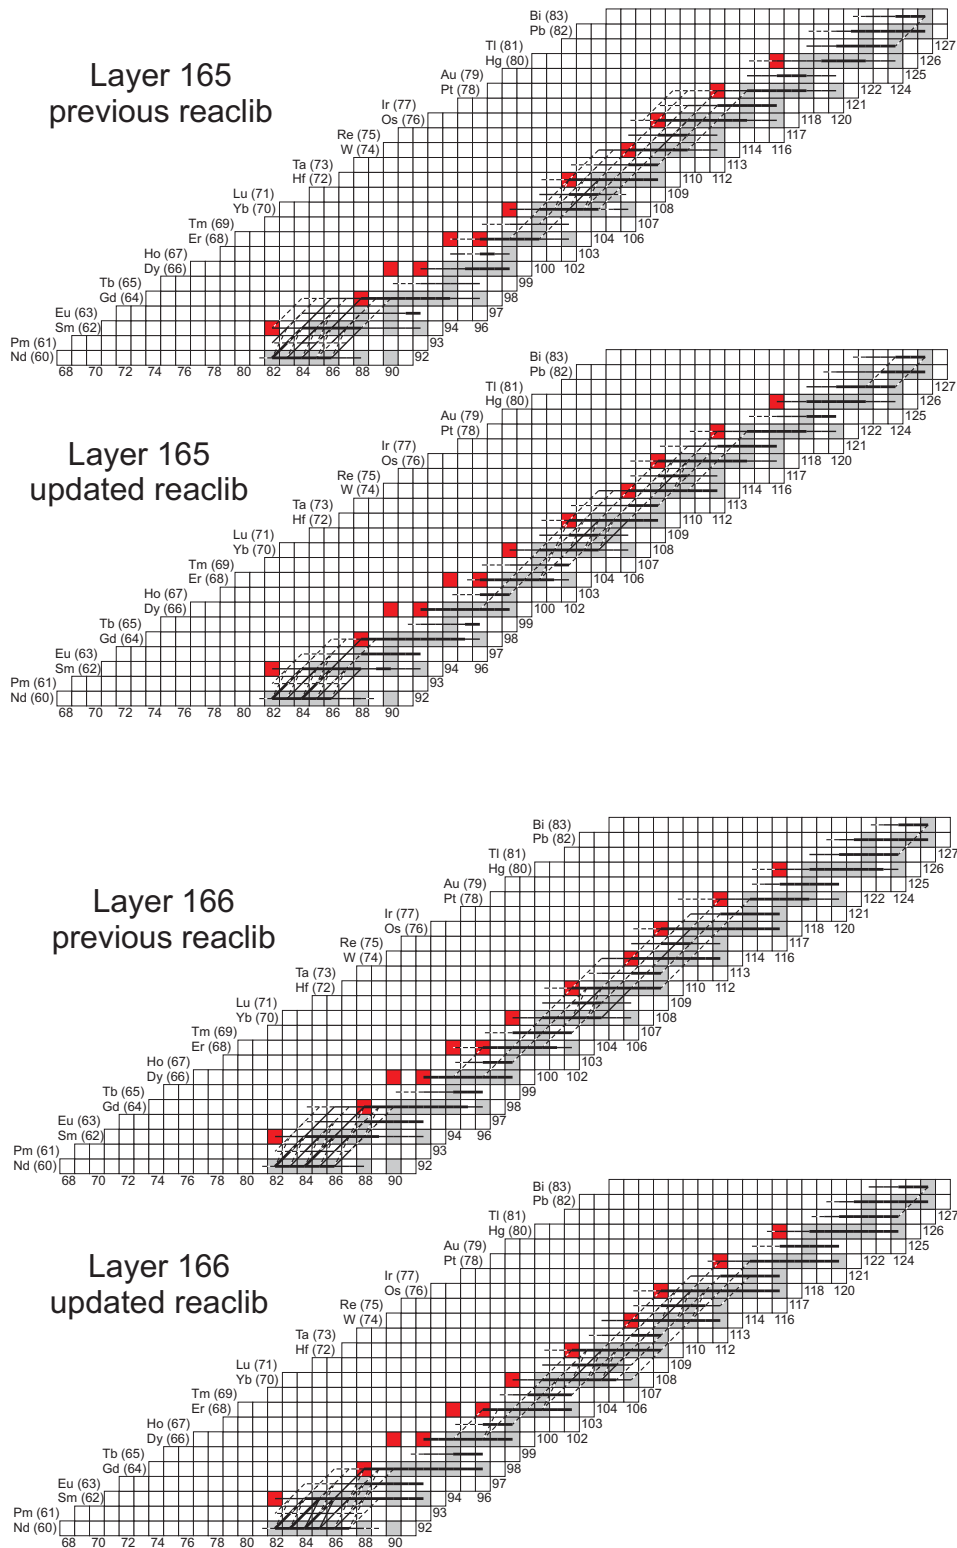 Bi (83)
Pb (82)
Tl (81)
127
Hg (80)
126
Layer 165
previous reaclib
Au (79)
125
Pt (78)
122 124
Ir (77)
121
Os (76)
118 120
Re (75)
117
W (74)
114 116
Ta (73)
113
Hf (72)
110 112
Lu (71)
109
Yb (70)
108
Tm (69)
107
Er (68)
104 106
Ho (67)
103
Dy (66)
100 102
Tb (65)
99
Gd (64)
98
Eu (63)
97
Sm (62)
94 96
Pm (61)
93
Nd (60)
92
68 70 72 74 76 78 80 82 84 86 88 90
Bi (83)
Pb (82)
Tl (81)
127
Hg (80)
126
Layer 165
updated reaclib
Au (79)
125
Pt (78)
122 124
Ir (77)
121
Os (76)
118 120
Re (75)
117
W (74)
114 116
Ta (73)
113
Hf (72)
110 112
Lu (71)
109
Yb (70)
108
Tm (69)
107
Er (68)
104 106
Ho (67)
103
Dy (66)
100 102
Tb (65)
99
Gd (64)
98
Eu (63)
97
Sm (62)
94 96
Pm (61)
93
Nd (60)
92
68 70 72 74 76 78 80 82 84 86 88 90
Bi (83)
Pb (82)
Tl (81)
127
Hg (80)
126
Layer 166
previous reaclib
Au (79)
125
Pt (78)
122 124
Ir (77)
121
Os (76)
118 120
Re (75)
117
W (74)
114 116
Ta (73)
113
Hf (72)
110 112
Lu (71)
109
Yb (70)
108
Tm (69)
107
Er (68)
104 106
Ho (67)
103
Dy (66)
100 102
Tb (65)
99
Gd (64)
98
Eu (63)
97
Sm (62)
94 96
Pm (61)
93
Nd (60)
92
68 70 72 74 76 78 80 82 84 86 88 90
Bi (83)
Pb (82)
Tl (81)
127
Hg (80)
126
Layer 166
updated reaclib
Au (79)
125
Pt (78)
122 124
Ir (77)
121
Os (76)
118 120
Re (75)
117
W (74)
114 116
Ta (73)
113
Hf (72)
110 112
Lu (71)
109
Yb (70)
108
Tm (69)
107
Er (68)
104 106
Ho (67)
103
Dy (66)
100 102
Tb (65)
99
Gd (64)
98
Eu (63)
97
Sm (62)
94 96
Pm (61)
93
Nd (60)
92
68 70 72 74 76 78 80 82 84 86 88 90